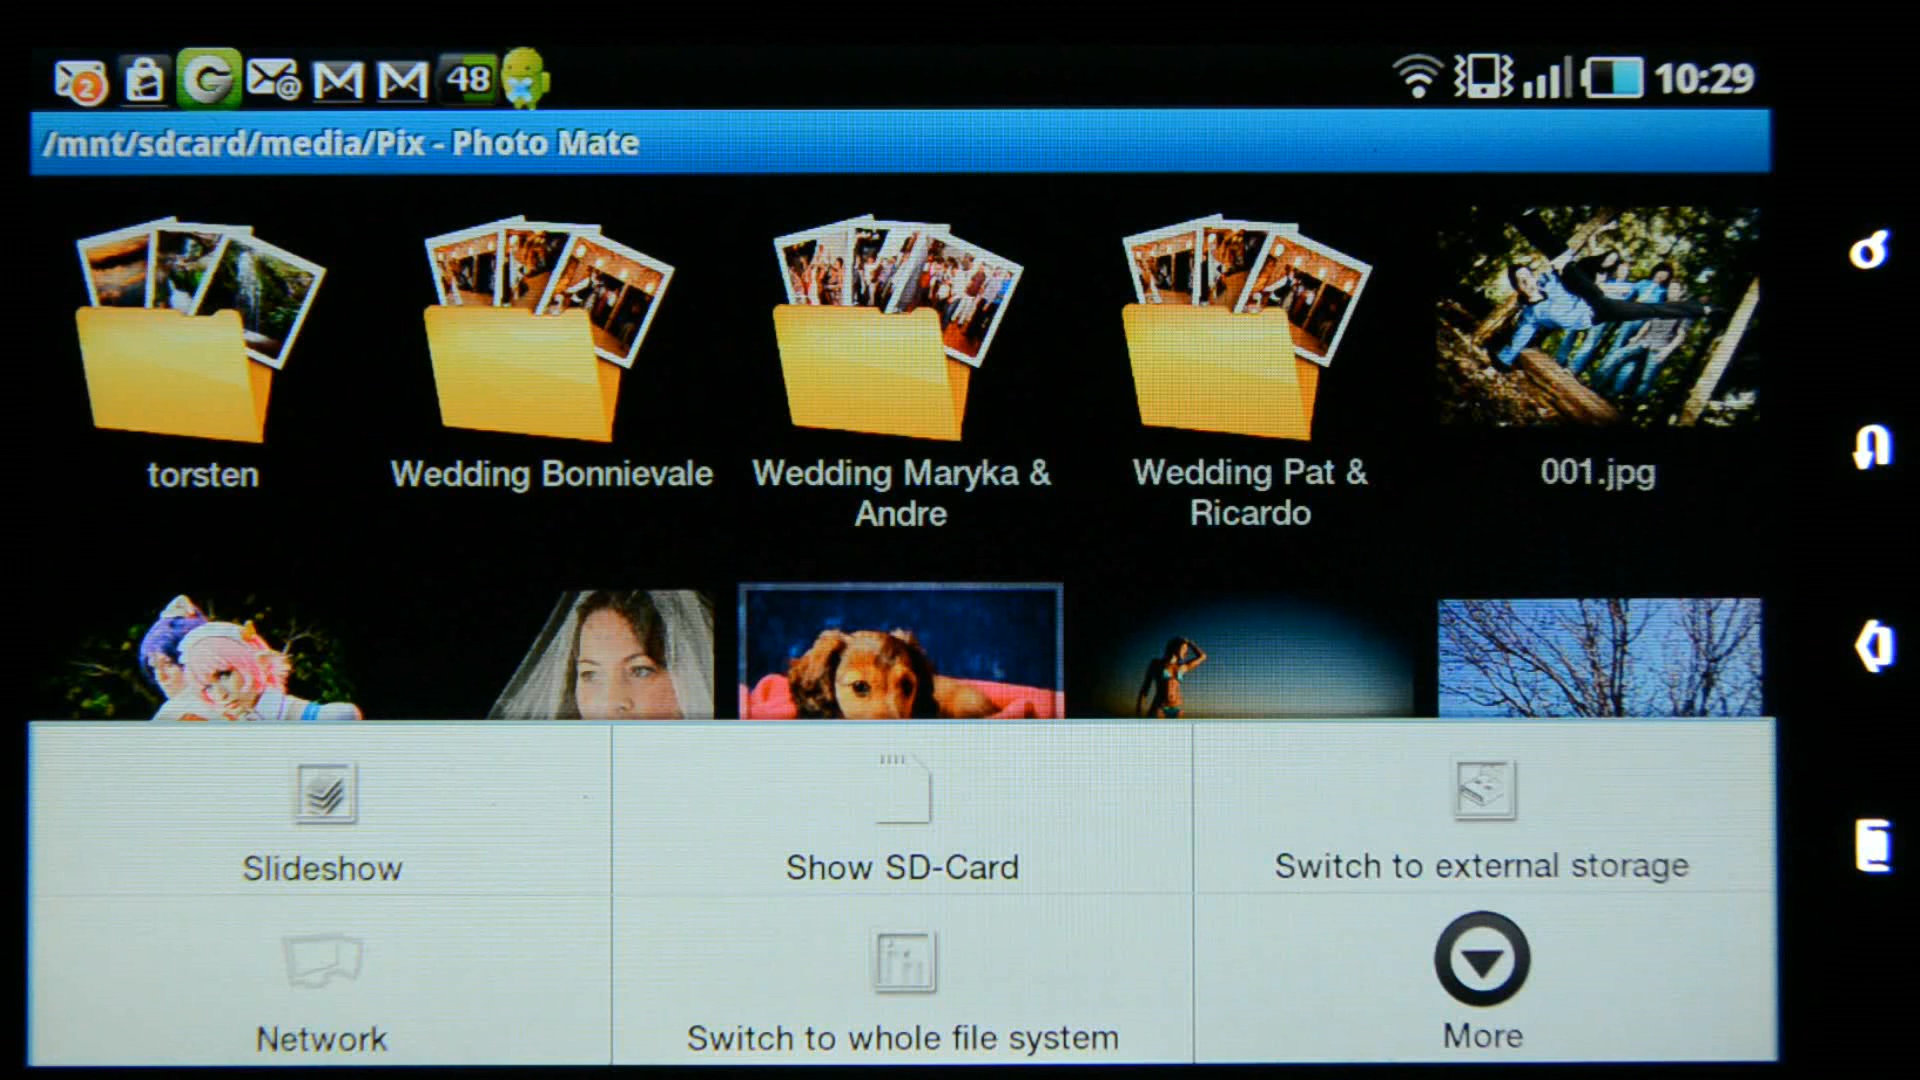 2
G
@
48
10:29
/mnt/sdcard/media/Pix - Photo Mate
torsten
Wedding Bonnievale
Wedding Maryka &
Andre
Wedding Pat &
Ricardo
001.jpg
Slideshow
Show SD-Card
Switch to external storage
Network
Switch to whole file system
More